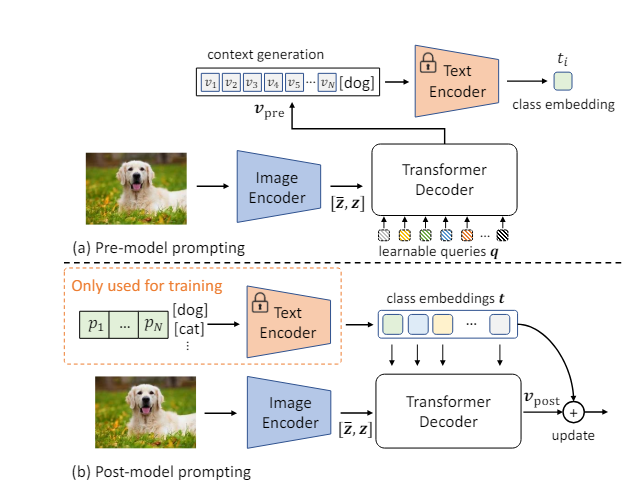 context generation
v1 v2 v3 v4 v5 ··· vN [dog]
Text
Encoder
ti
class embedding
vpre
Image
Encoder
[z̄, z]
Transformer
Decoder
...
learnable queries q
(a) Pre-model prompting
Only used for training
p1 ... pN
[dog]
[cat]
⋮
Text
Encoder
class embeddings t
...
Image
Encoder
[z̄, z]
Transformer
Decoder
vpost
+
update
(b) Post-model prompting